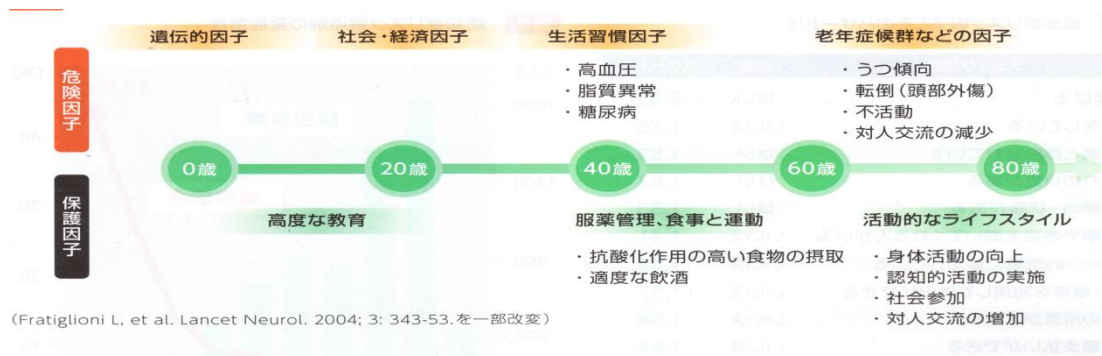 遺伝的因子
社会・経済因子
生活習慣因子
・高血圧
・脂質異常
・糖尿病
老年症候群などの因子
・うつ傾向
・転倒(頭部外傷)
・不活動
・対人交流の減少
危険因子
0歳
20歳
40歳
60歳
80歳
保護因子
高度な教育
服薬管理、食事と運動
・抗酸化作用の高い食物の摂取
・適度な飲酒
活動的なライフスタイル
・身体活動の向上
・認知的活動の実施
・社会参加
・対人交流の増加
(Fratiglioni L, et al. Lancet Neurol. 2004; 3: 343-53.を一部改変)